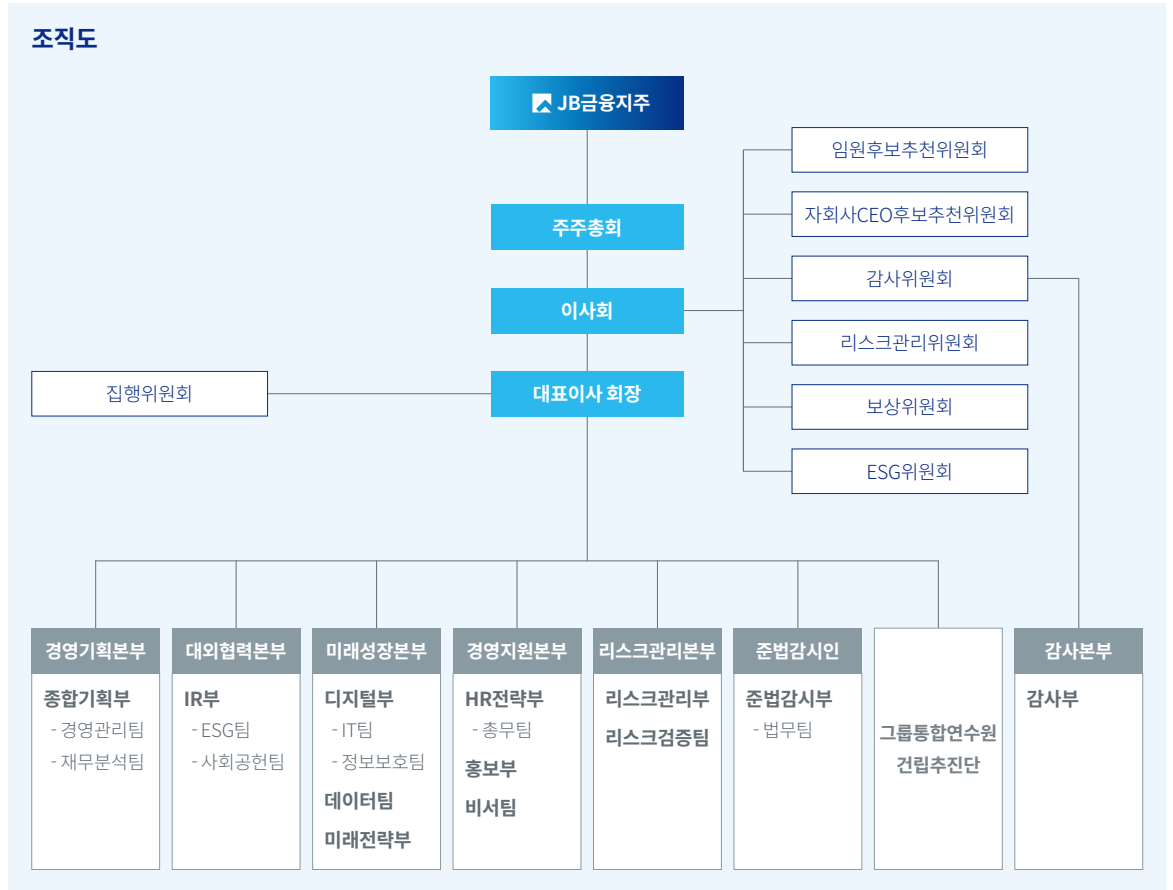 조직도
JB금융지주
주주총회
이사회
대표이사 회장
집행위원회
임원후보추천위원회
자회사CEO후보추천위원회
감사위원회
리스크관리위원회
보상위원회
ESG위원회
경영기획본부
종합기획부
- 경영관리팀
- 재무분석팀
대외협력본부
IR부
- ESG팀
- 사회공헌팀
미래성장본부
디지털부
- IT팀
- 정보보호팀
데이터팀
미래전략부
경영지원본부
HR전략부
- 총무팀
홍보부
비서팀
리스크관리본부
리스크관리부
리스크검증팀
준법감시인
준법감시부
- 법무팀
그룹통합연수원
건립추진단
감사본부
감사부